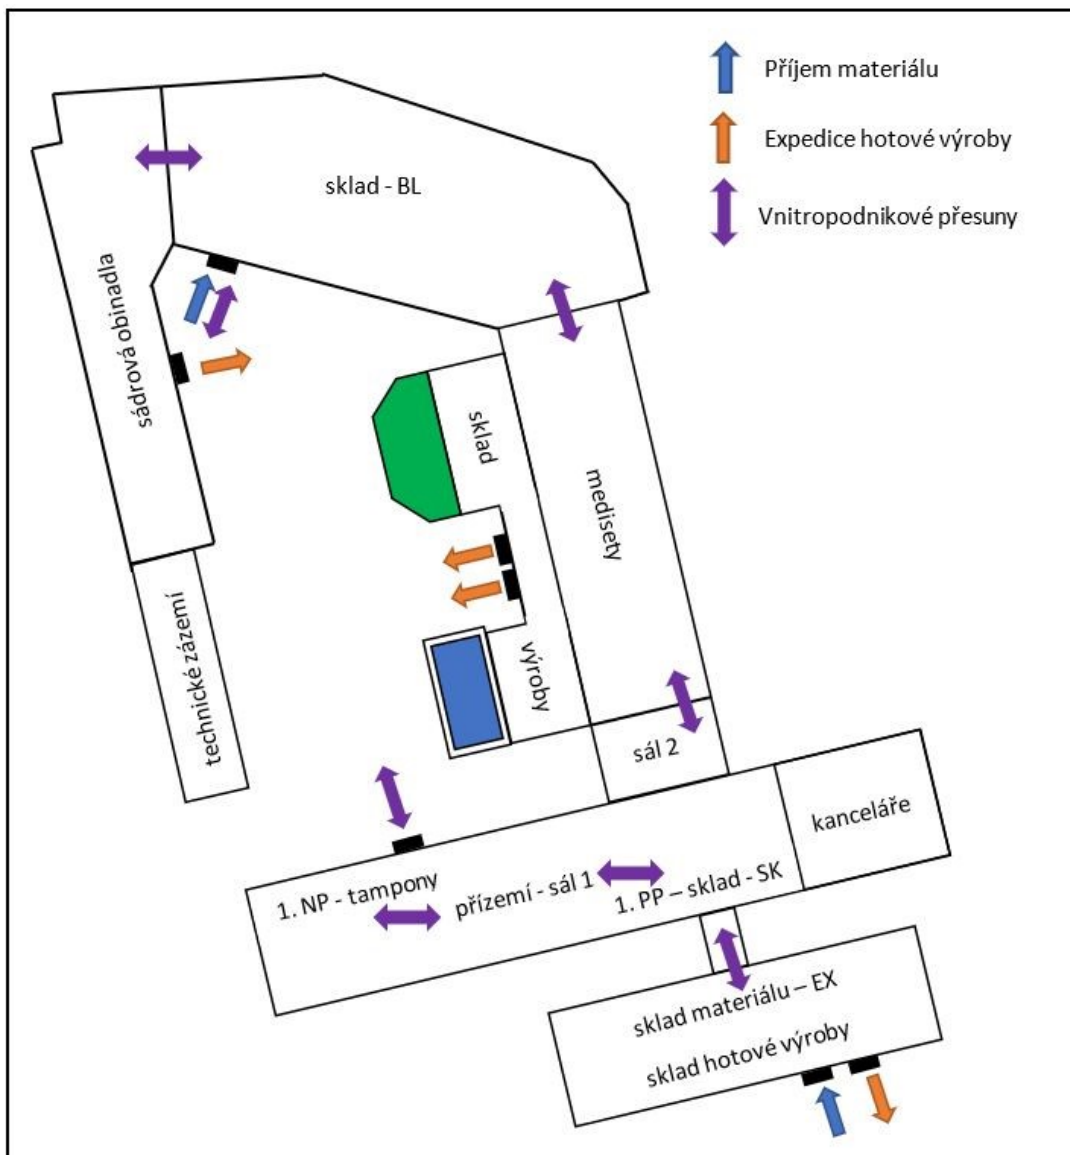 Příjem materiálu
Expedice hotové výroby
Vnitropodnikové přesuny
sklad - BL
sádrová obinadla
sklad
medisety
technické zázemí
výroby
sál 2
kanceláře
1. NP - tampony
přízemí - sál 1
1. PP – sklad - SK
sklad materiálu – EX
sklad hotové výroby